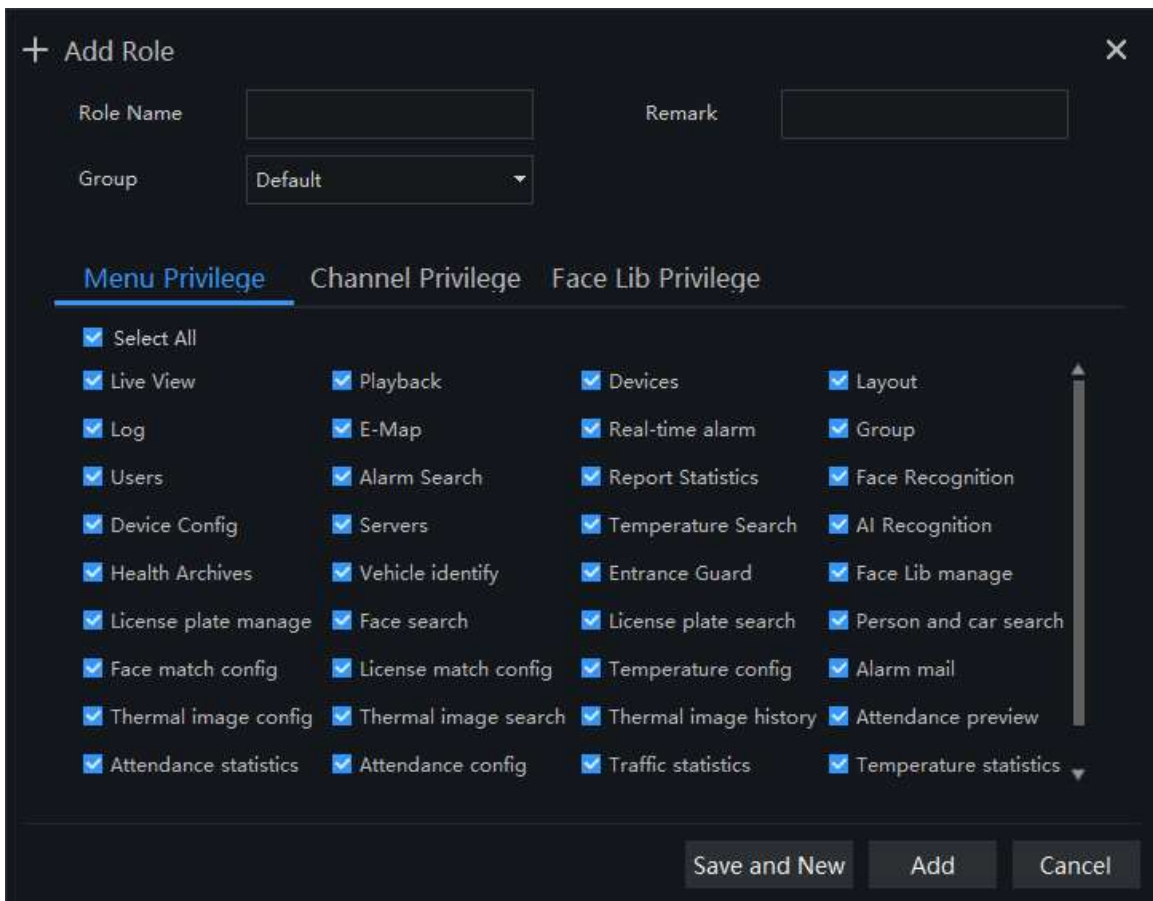 Add Role
Role Name Remark
Group Default
Menu Privilege Channel Privilege Face Lib Privilege
Select All
Live View Playback Devices Layout
Log E-Map Real-time alarm Group
Users Alarm Search Report Statistics Face Recognition
Device Config Servers Temperature Search AI Recognition
Health Archives Vehicle identify Entrance Guard Face Lib manage
License plate manage Face search License plate search Person and car search
Face match config License match config Temperature config Alarm mail
Thermal image config Thermal image search Thermal image history Attendance preview
Attendance statistics Attendance config Traffic statistics Temperature statistics
Save and New Add Cancel